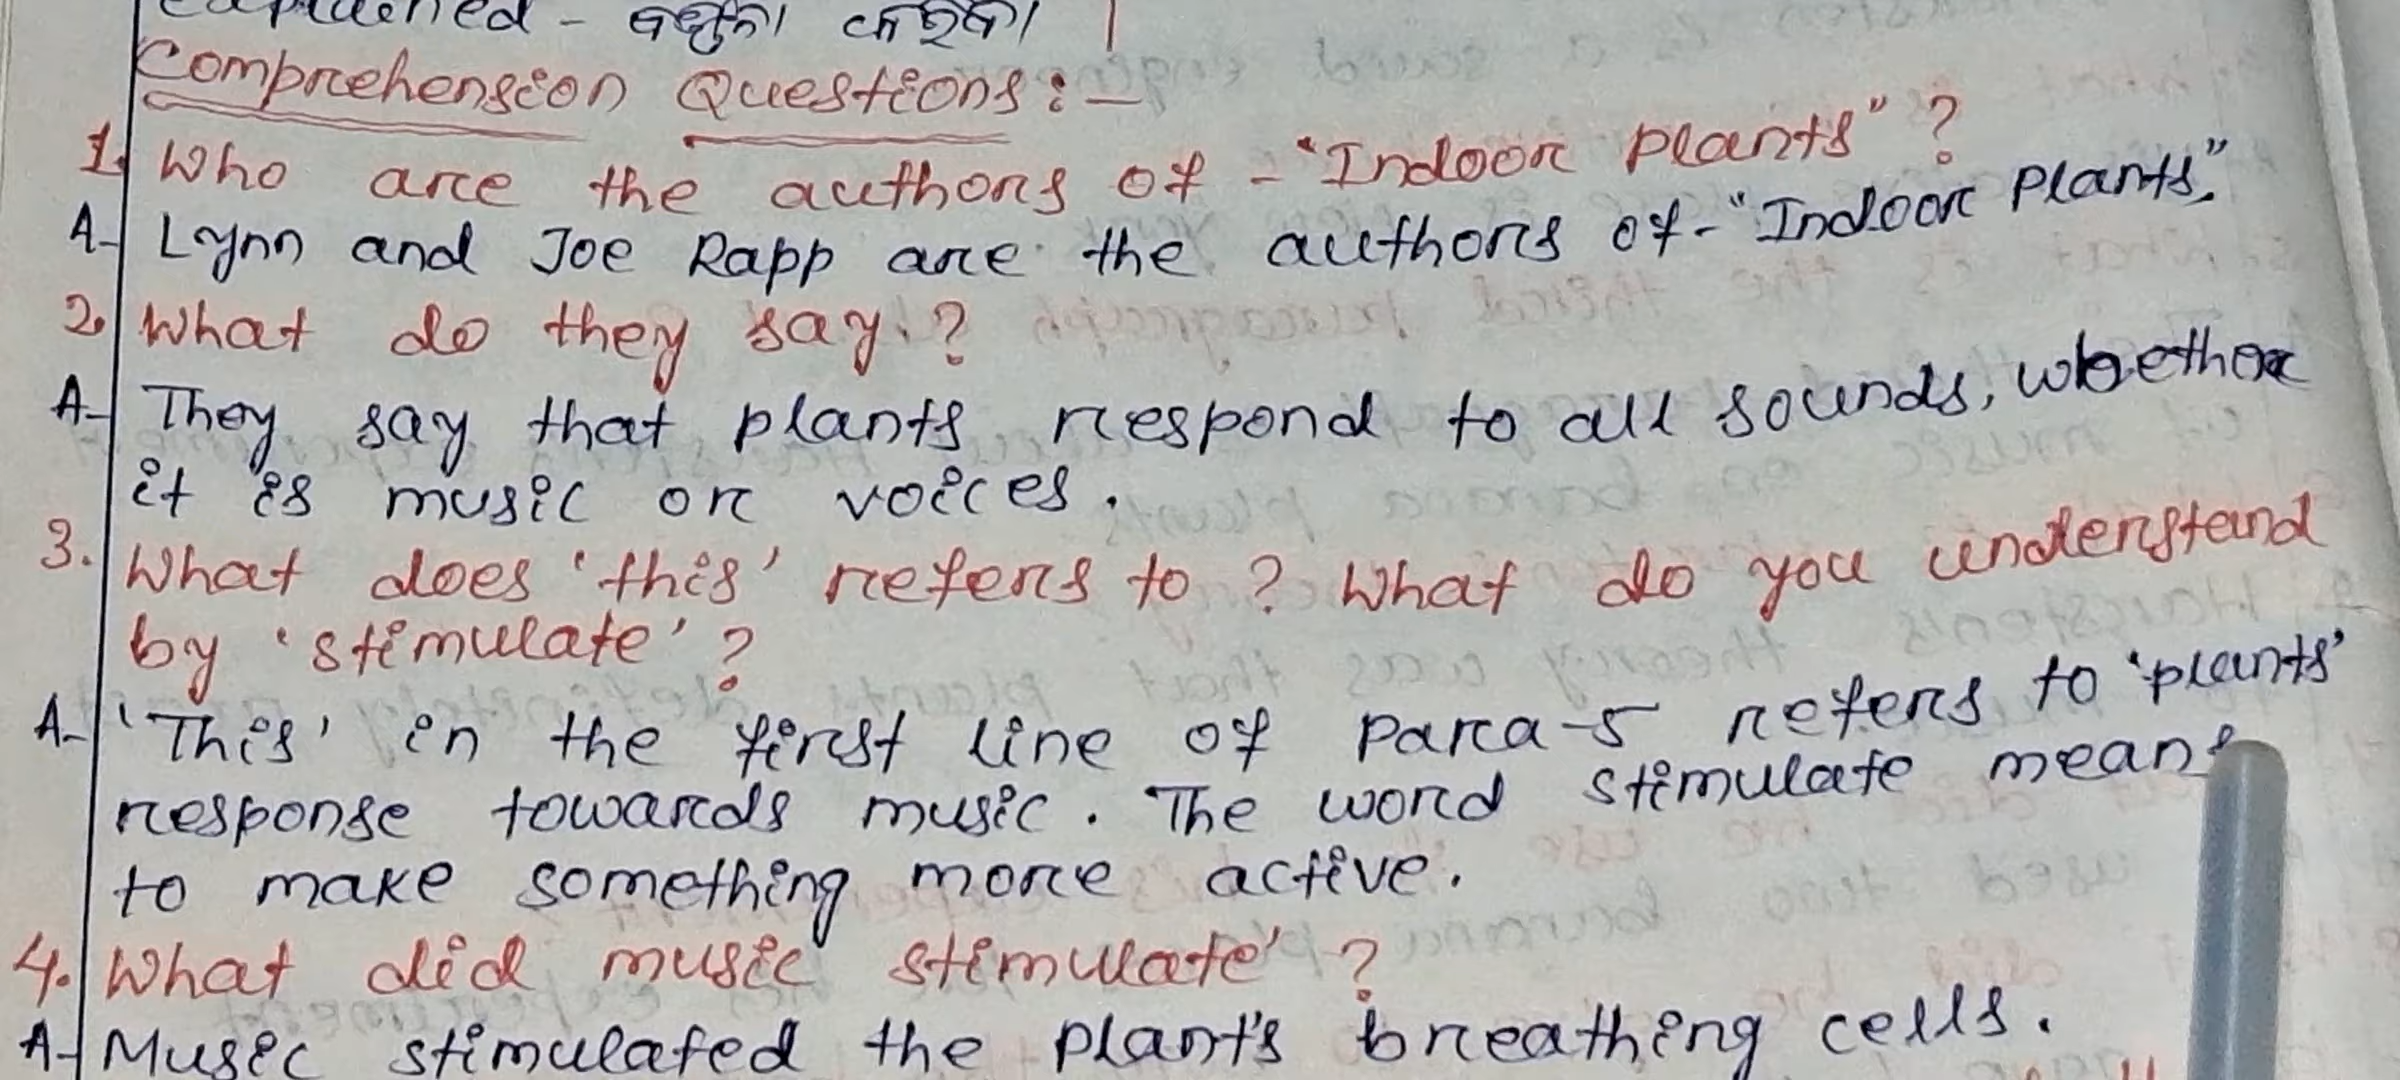 explained - ବର୍ଣ୍ଣନା କରିବା |
Comprehension Questions : -
1. Who are the authors of - "Indoor Plants" ?
A- Lynn and Joe Rapp are the authors of - "Indoor Plants."
2. What do they say. ?
A- They say that plants respond to all sounds, whether
it is music or voices.
3. What does 'this' refers to ? What do you understand
by 'stimulate' ?
A- 'This' in the first line of Para-5 refers to 'plants'
response towards music. The word stimulate means
to make something more active.
4. What did music stimulate' ?
A- Music stimulated the plant's breathing cells.